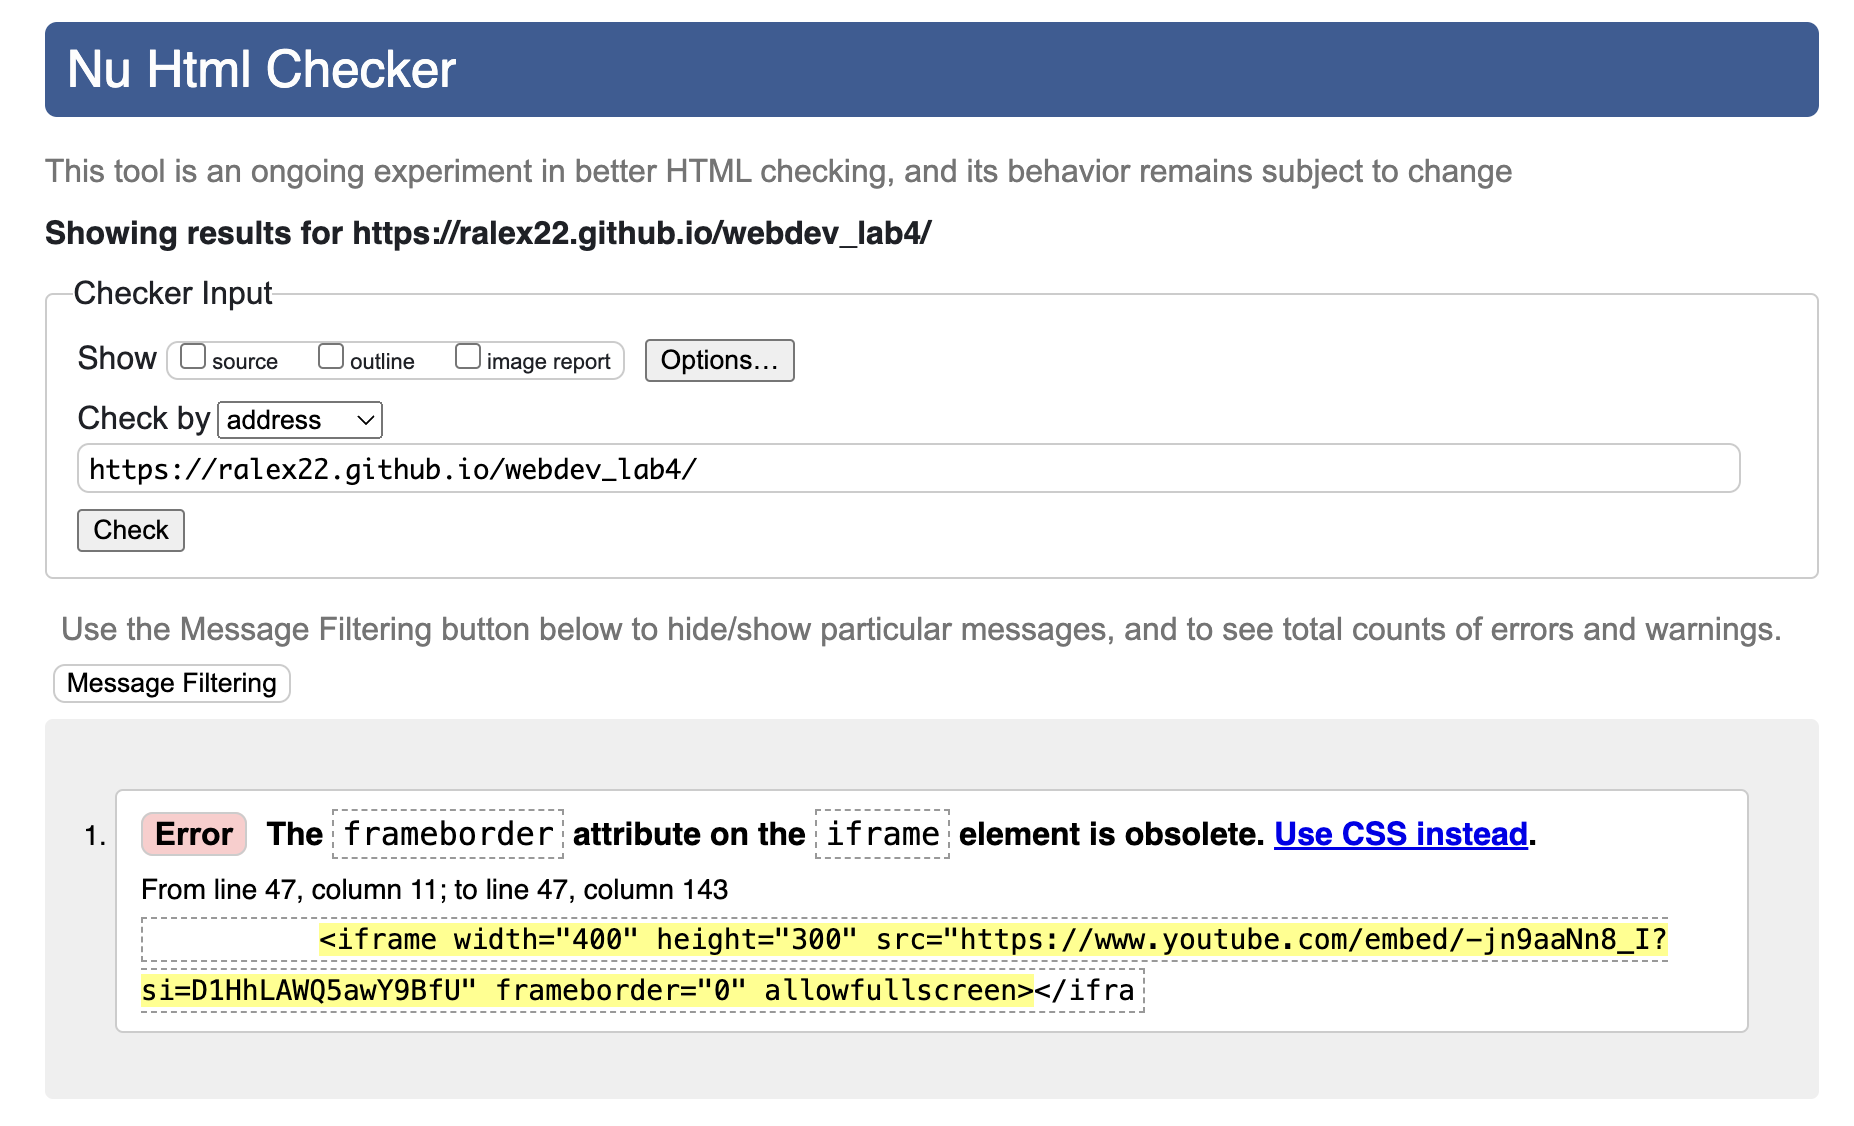 Nu Html Checker
This tool is an ongoing experiment in better HTML checking, and its behavior remains subject to change
Showing results for https://ralex22.github.io/webdev_lab4/
Checker Input
Show source outline image report Options...
Check by address
https://ralex22.github.io/webdev_lab4/
Check
Use the Message Filtering button below to hide/show particular messages, and to see total counts of errors and warnings.
Message Filtering
1. Error The frameborder attribute on the iframe element is obsolete. Use CSS instead.
From line 47, column 11; to line 47, column 143
<iframe width="400" height="300" src="https://www.youtube.com/embed/-jn9aaNn8_I?
si=D1HhLAWQ5awY9BfU" frameborder="0" allowfullscreen></ifra